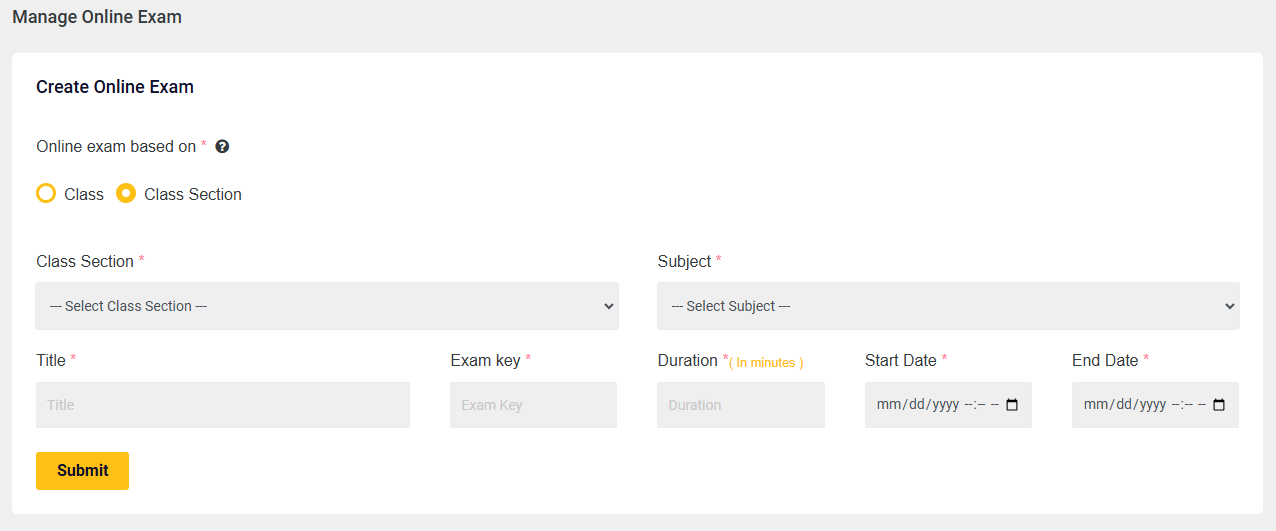 Manage Online Exam
Create Online Exam
Online exam based on * ?
Class Class Section
Class Section * Subject *
--- Select Class Section --- --- Select Subject ---
Title * Exam key * Duration *( In minutes ) Start Date * End Date *
Title Exam Key Duration mm/dd/yyyy --:-- -- mm/dd/yyyy --:-- --
Submit